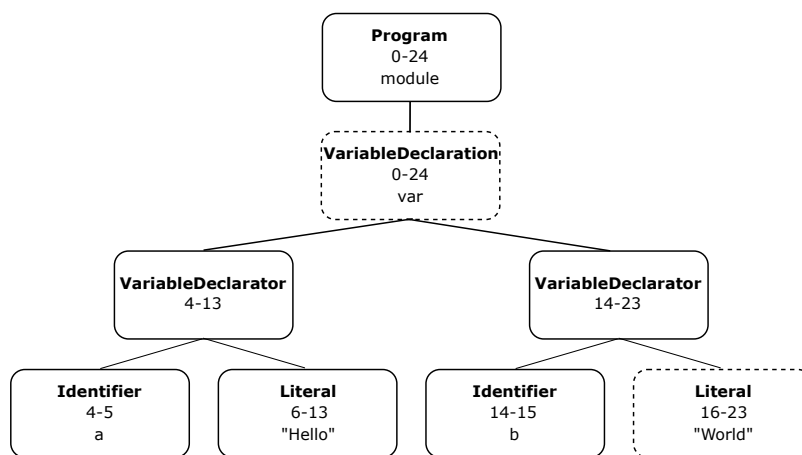 Program
0-24
module
VariableDeclaration
0-24
var
VariableDeclarator
4-13
VariableDeclarator
14-23
Identifier
4-5
a
Literal
6-13
"Hello"
Identifier
14-15
b
Literal
16-23
"World"